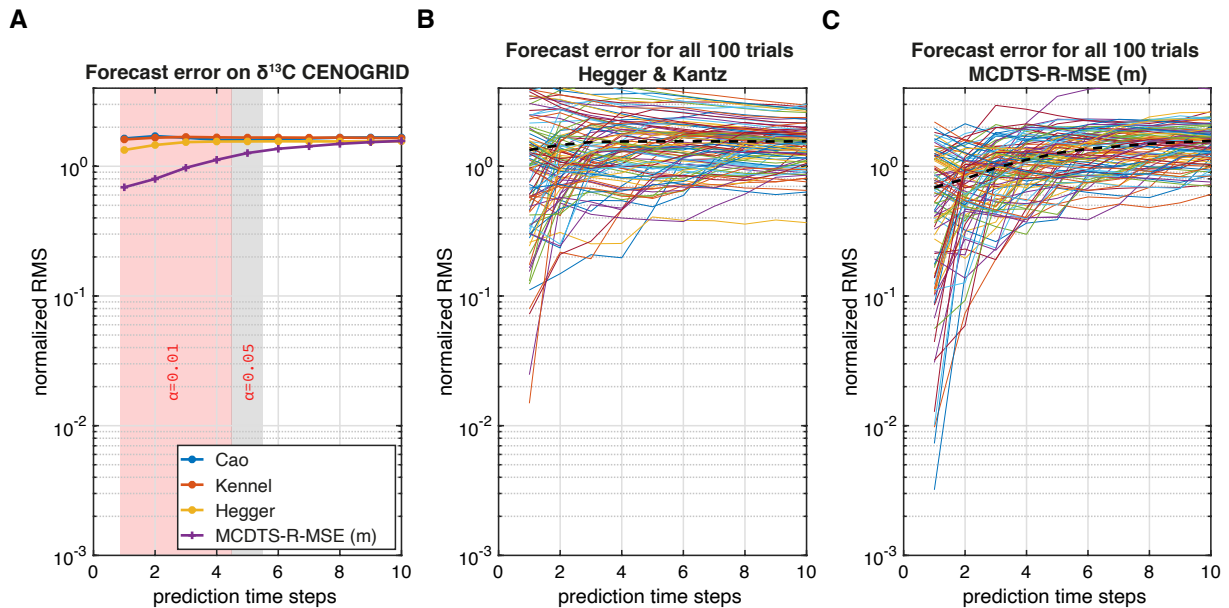 A
Forecast error on δ¹³C CENOGRID
normalized RMS
10⁰
10⁻¹
10⁻²
10⁻³
α=0.01
α=0.05
Cao
Kennel
Hegger
MCDTS-R-MSE (m)
0 2 4 6 8 10
prediction time steps
B
Forecast error for all 100 trials
Hegger & Kantz
normalized RMS
10⁰
10⁻¹
10⁻²
10⁻³
0 2 4 6 8 10
prediction time steps
C
Forecast error for all 100 trials
MCDTS-R-MSE (m)
normalized RMS
10⁰
10⁻¹
10⁻²
10⁻³
0 2 4 6 8 10
prediction time steps